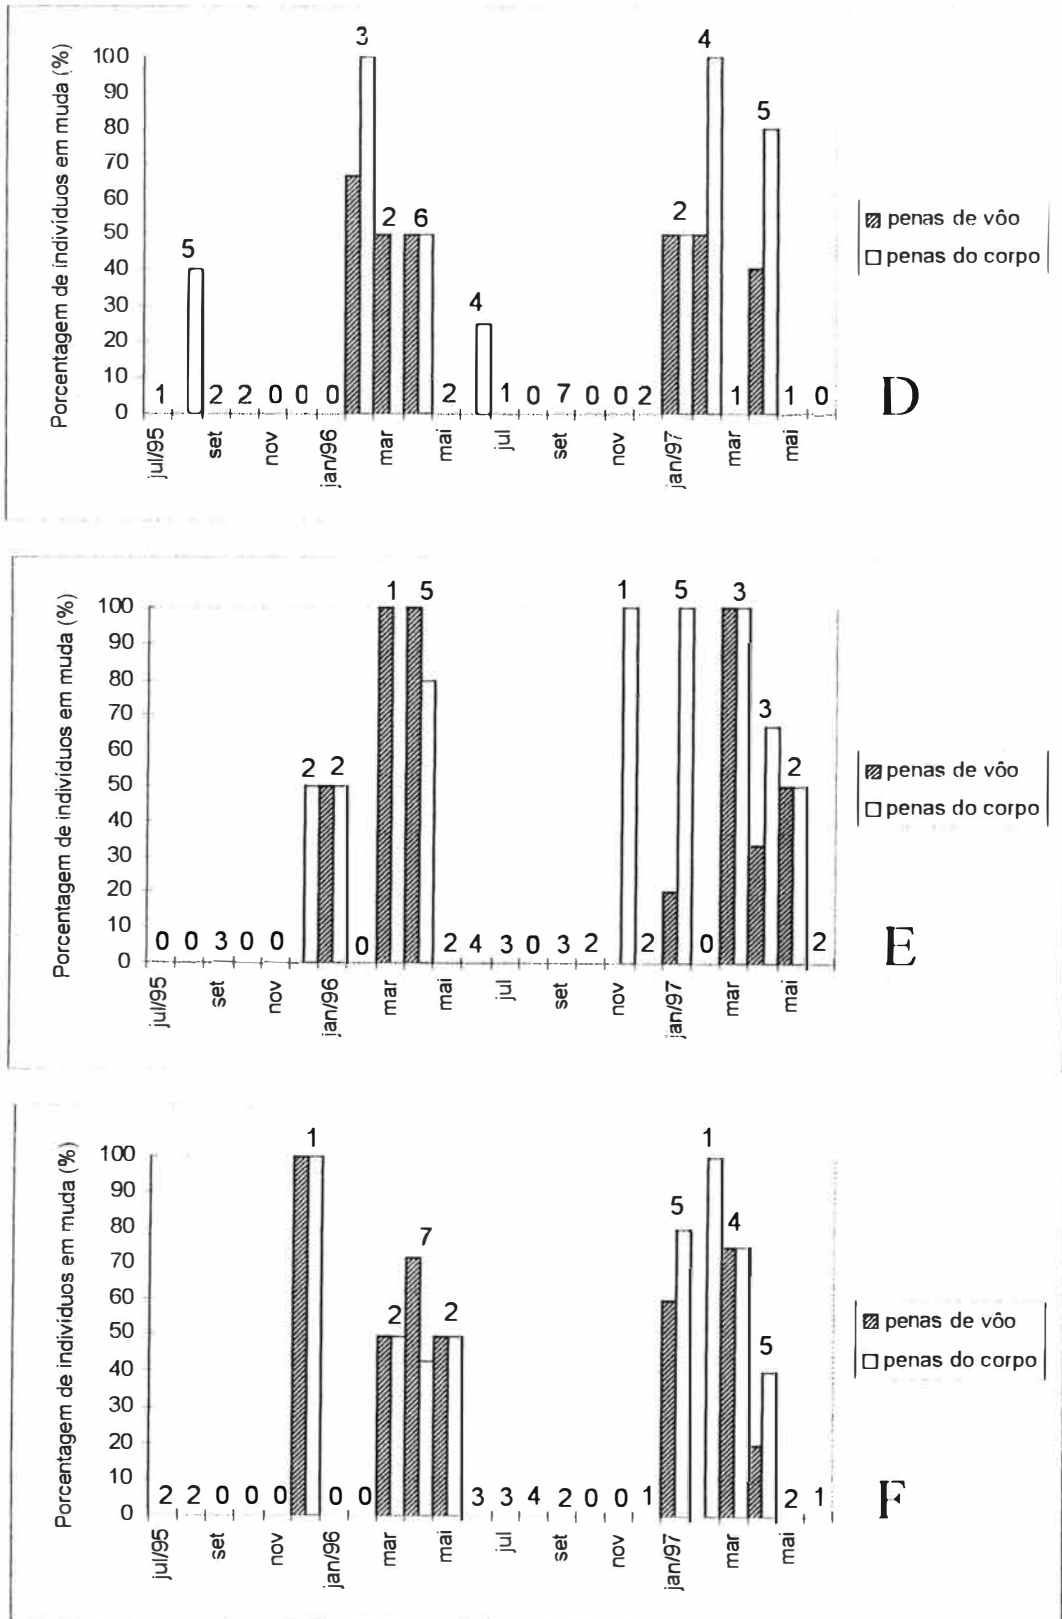 Porcentagem de indivíduos em muda (%)
100
90
80
70
60
50
40
30
20
10
0
3
4
5
5
2
6
2
4
1 2 2 0 0 0 2 1 0 7 0 0 2 1 1 0
jul/95 set nov jan/96 mar mai jul set nov jan/97 mar mai
penas de vôo
penas do corpo
D
Porcentagem de indivíduos em muda (%)
100
90
80
70
60
50
40
30
20
10
0
1 5 1 5 3
3
2 2 2
0 0 3 0 0 0 2 4 3 0 3 2 2 0 2
jul/95 set nov jan/96 mar mai jul set nov jan/97 mar mai
penas de vôo
penas do corpo
E
Porcentagem de indivíduos em muda (%)
100
90
80
70
60
50
40
30
20
10
0
1 1
5 4
7
2 2 5
2 2 0 0 0 0 0 3 3 4 2 0 0 1 2 1
jul/95 set nov jan/96 mar mai jul set nov jan/97 mar mai
penas de vôo
penas do corpo
F